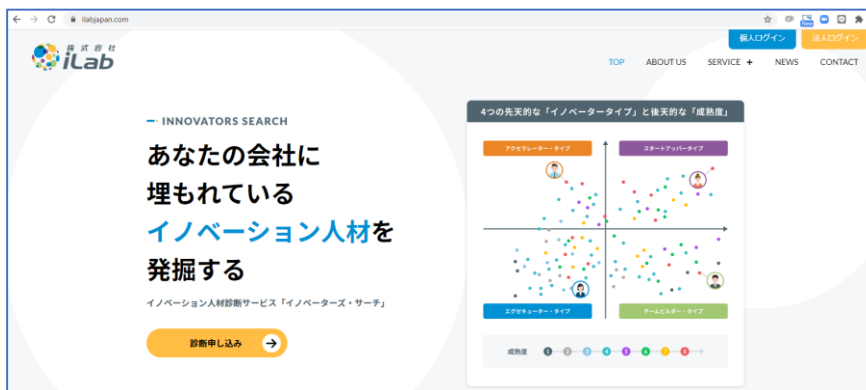 ilabjapan.com
New
個人ログイン
法人ログイン
株式会社
iLab
TOP ABOUT US SERVICE + NEWS CONTACT
INNOVATORS SEARCH
あなたの会社に
埋もれている
イノベーション人材を
発掘する
イノベーション人材診断サービス「イノベーターズ・サーチ」
診断申し込み
4つの先天的な「イノベータータイプ」と後天的な「成熟度」
アクセラレーター・タイプ
スタートアッパータイプ
エグゼキューター・タイプ
チームビルダー・タイプ
成熟度 1 2 3 4 5 6 7 8